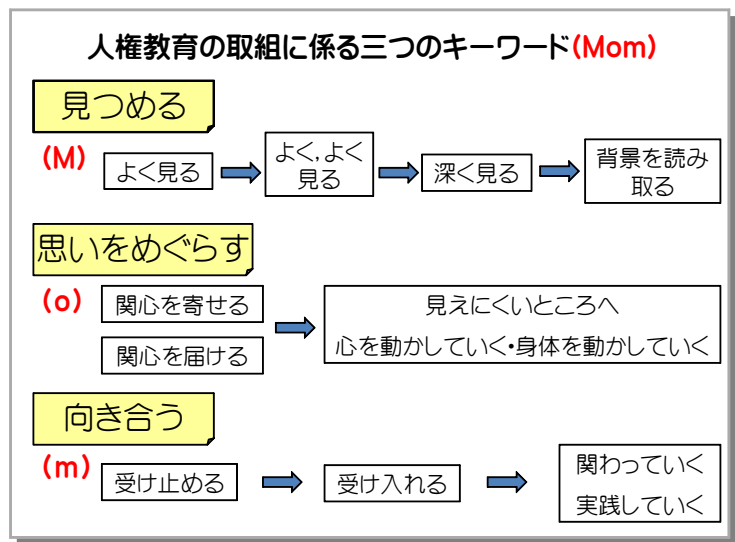 人権教育の取組に係る三つのキーワード(Mom)
見つめる
(M)
よく見る
よく,よく
見る
深く見る
背景を読み
取る
思いをめぐらす
(o)
関心を寄せる
関心を届ける
見えにくいところへ
心を動かしていく・身体を動かしていく
向き合う
(m)
受け止める
受け入れる
関わっていく
実践していく